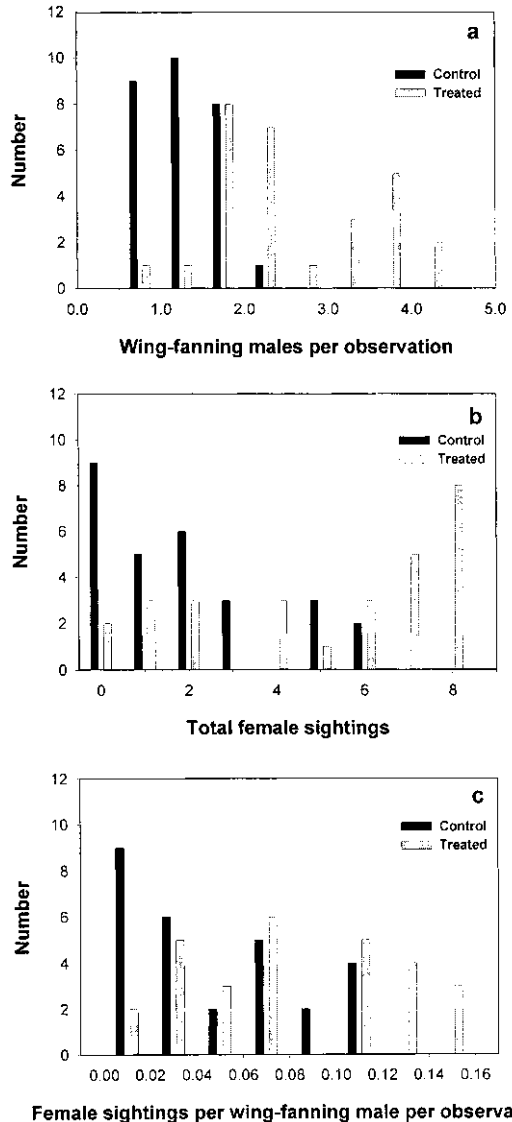 12
10
8
6
4
2
0
Number
a
Control
Treated
0.0 1.0 2.0 3.0 4.0 5.0
Wing-fanning males per observation
12
10
8
6
4
2
0
Number
b
Control
Treated
0 2 4 6 8
Total female sightings
12
10
8
6
4
2
0
Number
c
Control
Treated
0.00 0.02 0.04 0.06 0.08 0.10 0.12 0.14 0.16
Female sightings per wing-fanning male per observa